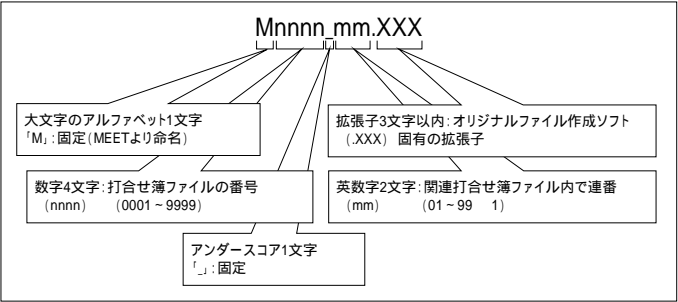 Mnnnn_mm.XXX
大文字のアルファベット1文字
「M」:固定(MEETより命名)
拡張子3文字以内:オリジナルファイル作成ソフト
(.XXX) 固有の拡張子
数字4文字:打合せ簿ファイルの番号
(nnnn) (0001~9999)
英数字2文字:関連打合せ簿ファイル内で連番
(mm) (01~99 1)
アンダースコア1文字
「_」:固定